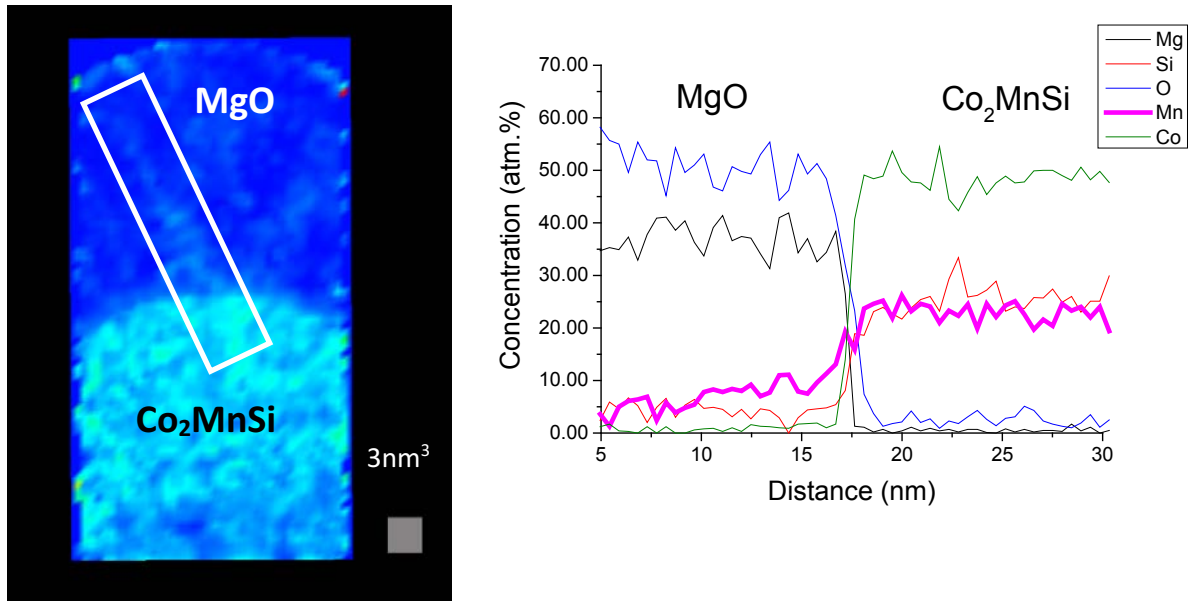 MgO
Co₂MnSi
3nm³
Mg
Si
O
Mn
Co
MgO
Co₂MnSi
Concentration (atm.%)
70.00
60.00
50.00
40.00
30.00
20.00
10.00
0.00
5 10 15 20 25 30
Distance (nm)